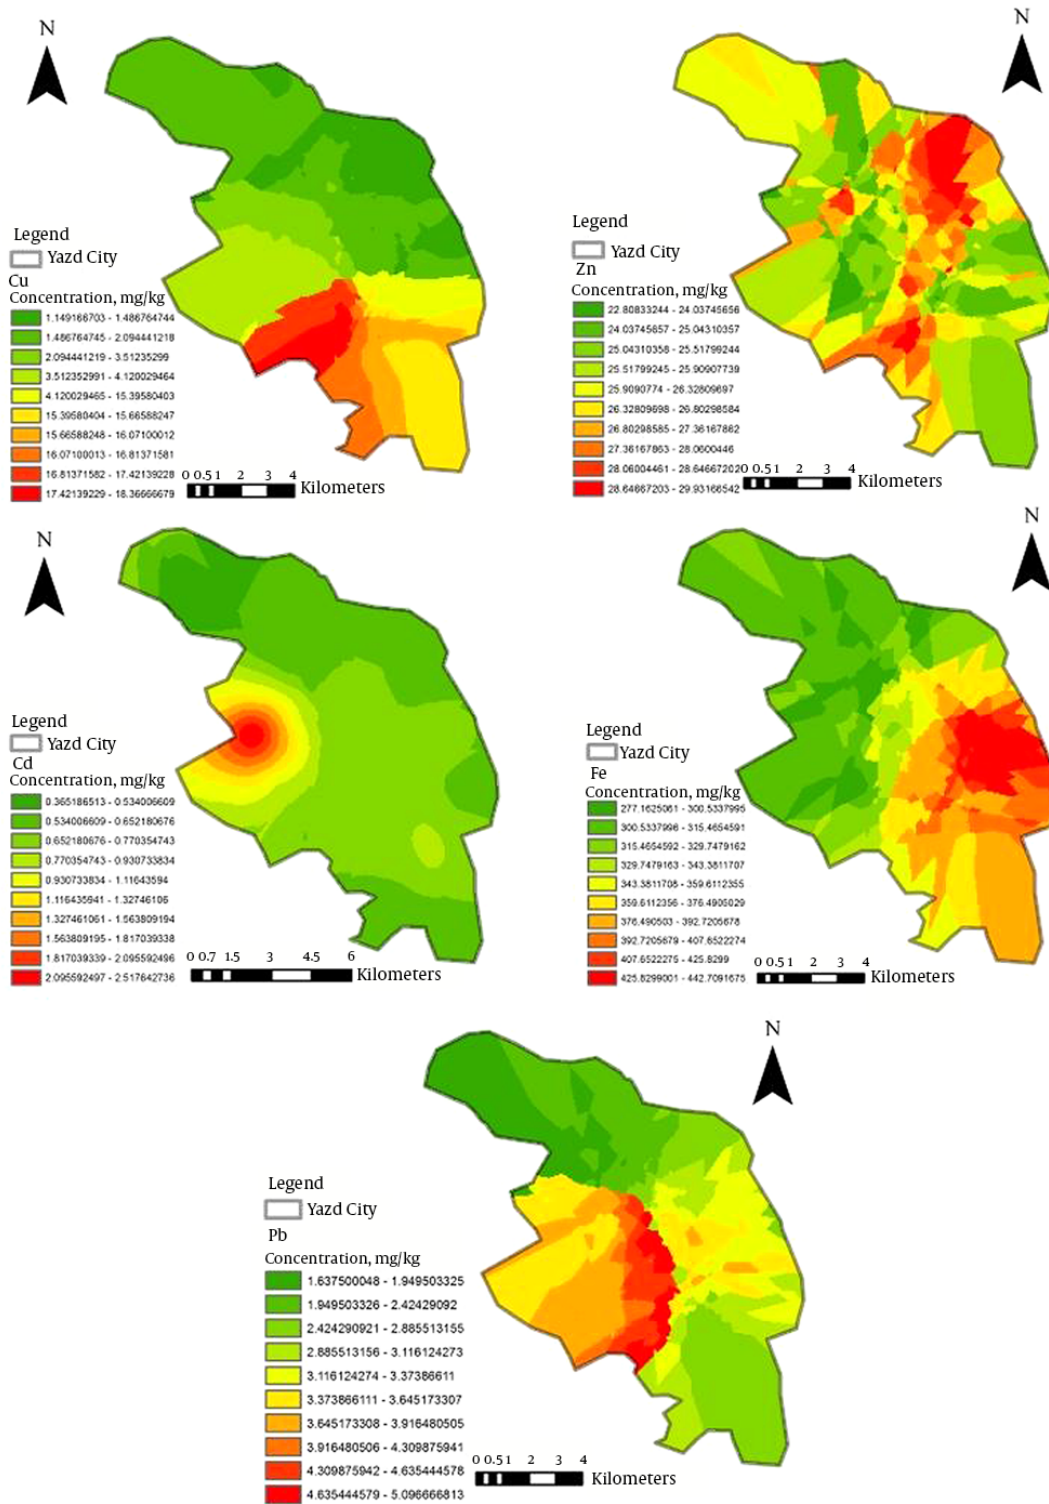 N
Legend
Yazd City
Cu
Concentration, mg/kg
1.149166703 - 1.486764744
1.486764745 - 2.094441218
2.094441219 - 3.51235299
3.512352991 - 4.120029464
4.120029465 - 15.39580403
15.39580404 - 15.66588247
15.66588248 - 16.07100012
16.07100013 - 16.81371581
16.81371582 - 17.42139228
17.42139229 - 18.36666679
0 0.51 2 3 4
Kilometers
N
Legend
Yazd City
Zn
Concentration, mg/kg
22.80833244 - 24.03745656
24.03745657 - 25.04310357
25.04310358 - 25.51799244
25.51799245 - 25.90907739
25.9090774 - 26.32809697
26.32809698 - 26.80298584
26.80298585 - 27.36167862
27.36167863 - 28.0600446
28.06004461 - 28.64667202
28.64667203 - 29.93166542
0 0.51 2 3 4
Kilometers
N
Legend
Yazd City
Cd
Concentration, mg/kg
0.365186513 - 0.534006609
0.534006609 - 0.652180676
0.652180676 - 0.770354743
0.770354743 - 0.930733834
0.930733834 - 1.11643594
1.116435941 - 1.32746106
1.327461061 - 1.563809194
1.563809195 - 1.817039338
1.817039339 - 2.095592496
2.095592497 - 2.517642736
0 0.7 1.5 3 4.5 6
Kilometers
N
Legend
Yazd City
Fe
Concentration, mg/kg
277.1625061 - 300.5337995
300.5337996 - 315.4654591
315.4654592 - 329.7479162
329.7479163 - 343.3811707
343.3811708 - 359.6112355
359.6112356 - 376.4905029
376.490503 - 392.7205678
392.7205679 - 407.6522274
407.6522275 - 425.8299
425.8299001 - 442.7091675
0 0.51 2 3 4
Kilometers
N
Legend
Yazd City
Pb
Concentration, mg/kg
1.637500048 - 1.949503325
1.949503326 - 2.42429092
2.424290921 - 2.885513155
2.885513156 - 3.116124273
3.116124274 - 3.37386611
3.373866111 - 3.645173307
3.645173308 - 3.916480505
3.916480506 - 4.309875941
4.309875942 - 4.635444578
4.635444579 - 5.096666813
0 0.51 2 3 4
Kilometers